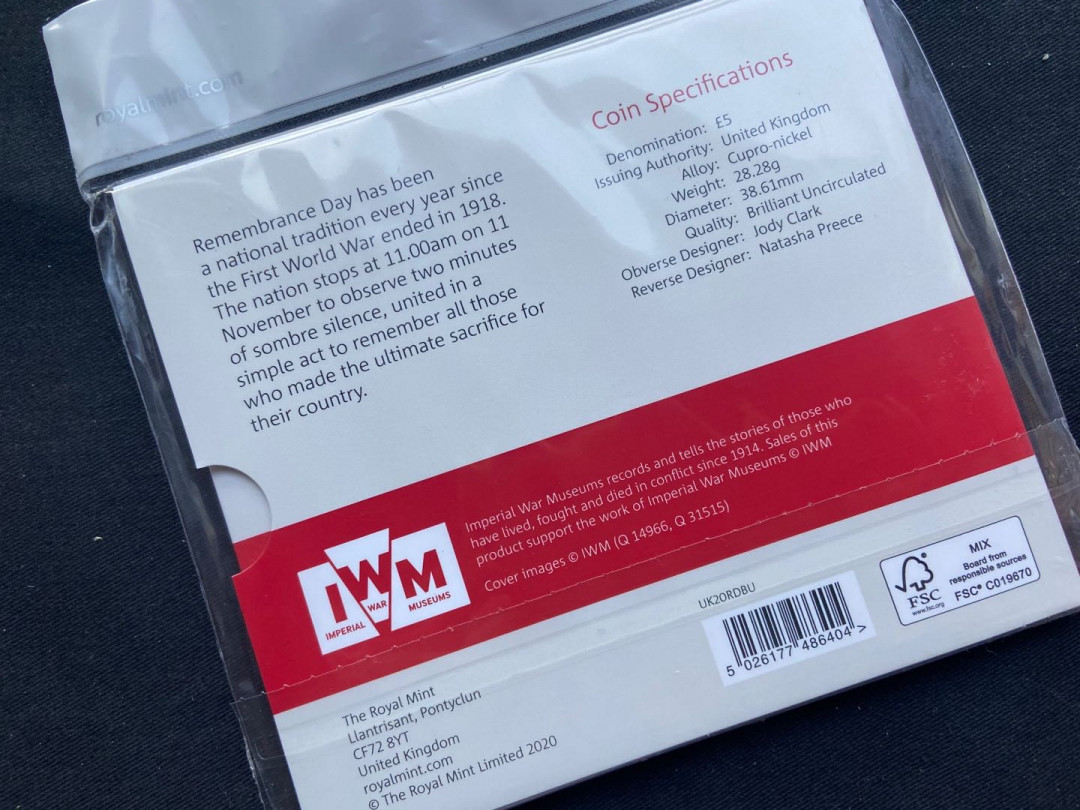 royalmint.com
Remembrance Day has been
a national tradition every year since
the First World War ended in 1918.
The nation stops at 11.00am on 11
November to observe two minutes
of sombre silence, united in a
simple act to remember all those
who made the ultimate sacrifice for
their country.
Coin Specifications
Denomination: £5
Issuing Authority: United Kingdom
Alloy: Cupro-nickel
Weight: 28.28g
Diameter: 38.61mm
Quality: Brilliant Uncirculated
Obverse Designer: Jody Clark
Reverse Designer: Natasha Preece
IWM
IMPERIAL WAR MUSEUMS
Imperial War Museums records and tells the stories of those who
have lived, fought and died in conflict since 1914. Sales of this
product support the work of Imperial War Museums © IWM
Cover images © IWM (Q 14966, Q 31515)
The Royal Mint
Llantrisant, Pontyclun
CF72 8YT
United Kingdom
royalmint.com
© The Royal Mint Limited 2020
UK20RDBU
5 026177 486404 >
FSC
www.fsc.org
MIX
Board from
responsible sources
FSC® C019670